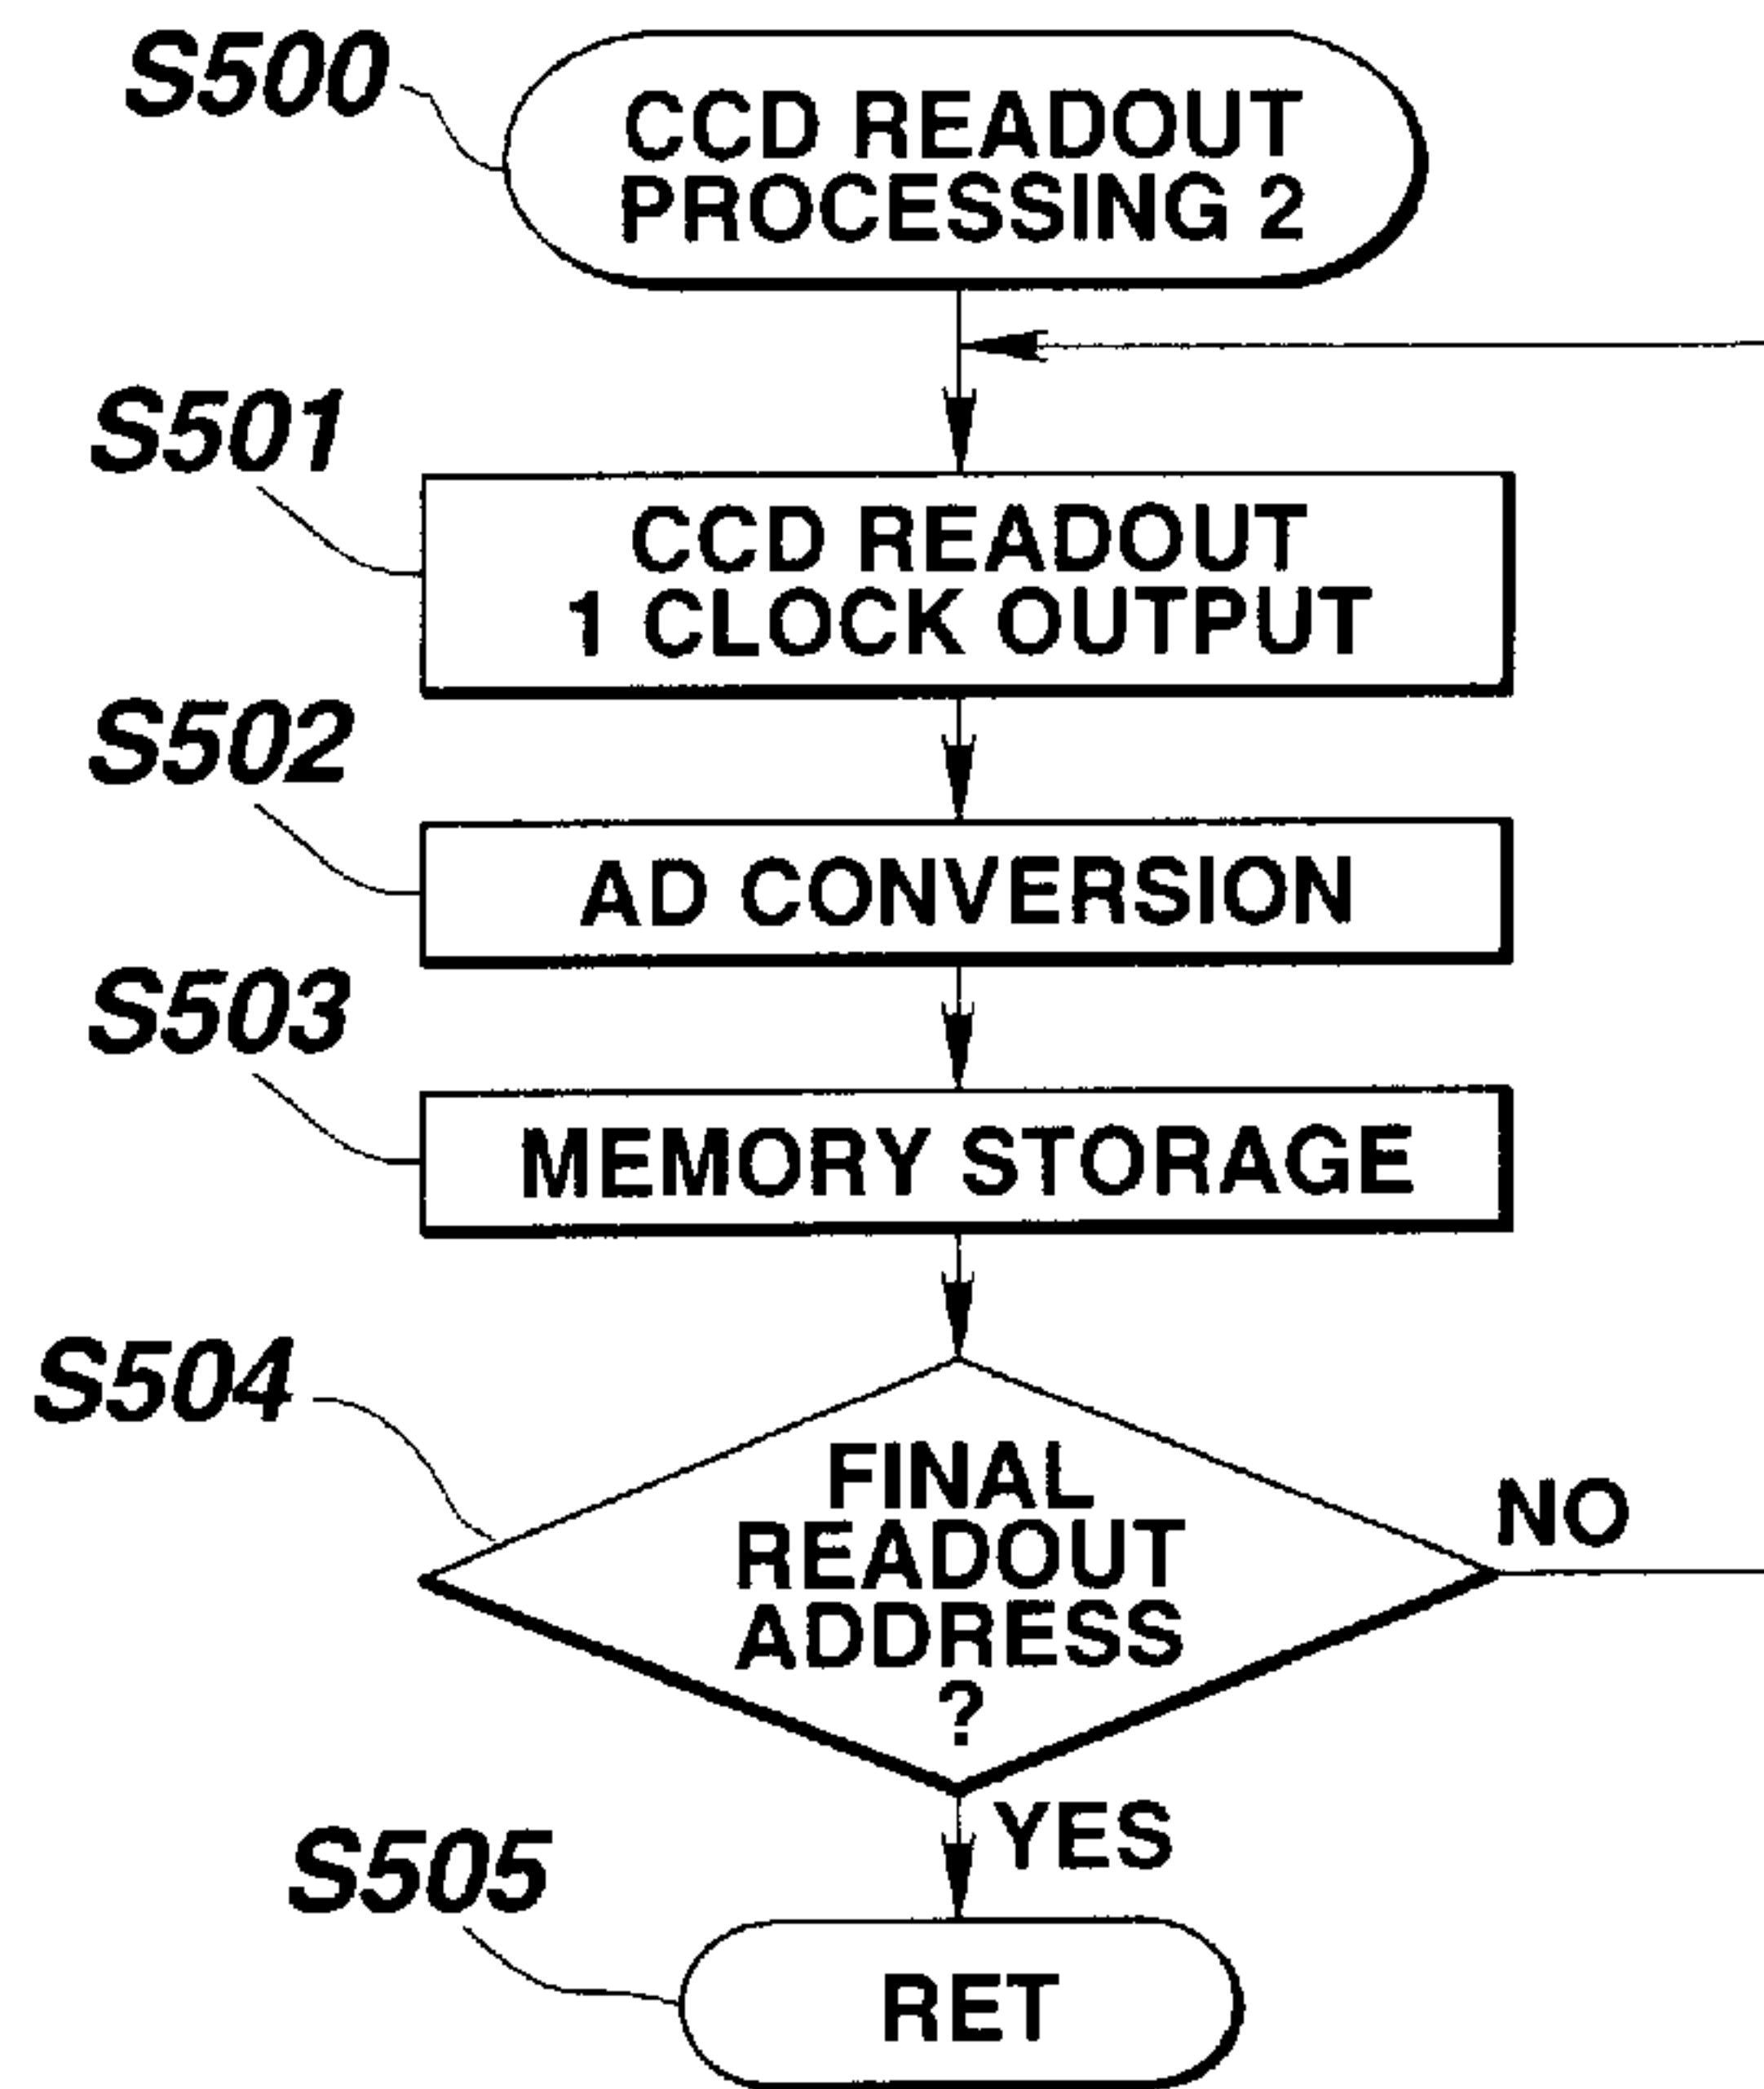 S500
CCD READOUT
PROCESSING 2
S501
CCD READOUT
1 CLOCK OUTPUT
S502
AD CONVERSION
S503
MEMORY STORAGE
S504
FINAL
READOUT
ADDRESS
?
NO
YES
S505
RET